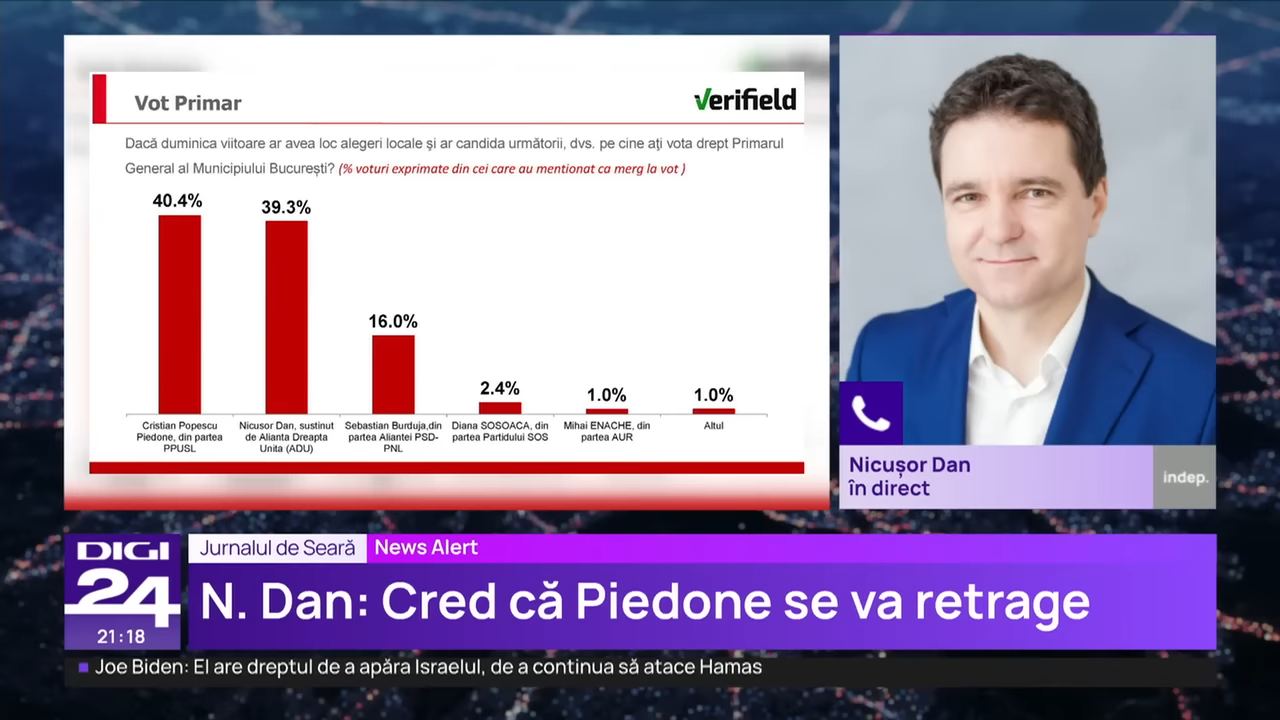 Vot Primar
Verifield
Dacă duminica viitoare ar avea loc alegeri locale și ar candida următorii, dvs. pe cine ați vota drept Primarul
General al Municipiului București? (% voturi exprimate din cei care au mentionat ca merg la vot )
40.4%
39.3%
16.0%
2.4%
1.0%
1.0%
Cristian Popescu
Piedone, din partea
PPUSL
Nicusor Dan, sustinut
de Alianta Dreapta
Unita (ADU)
Sebastian Burduja,din
partea Aliantei PSD-
PNL
Diana SOSOACA, din
partea Partidului SOS
Mihai ENACHE, din
partea AUR
Altul
Nicușor Dan
în direct
indep.
DIGI
24
21:18
Jurnalul de Seară
News Alert
N. Dan: Cred că Piedone se va retrage
Joe Biden: El are dreptul de a apăra Israelul, de a continua să atace Hamas